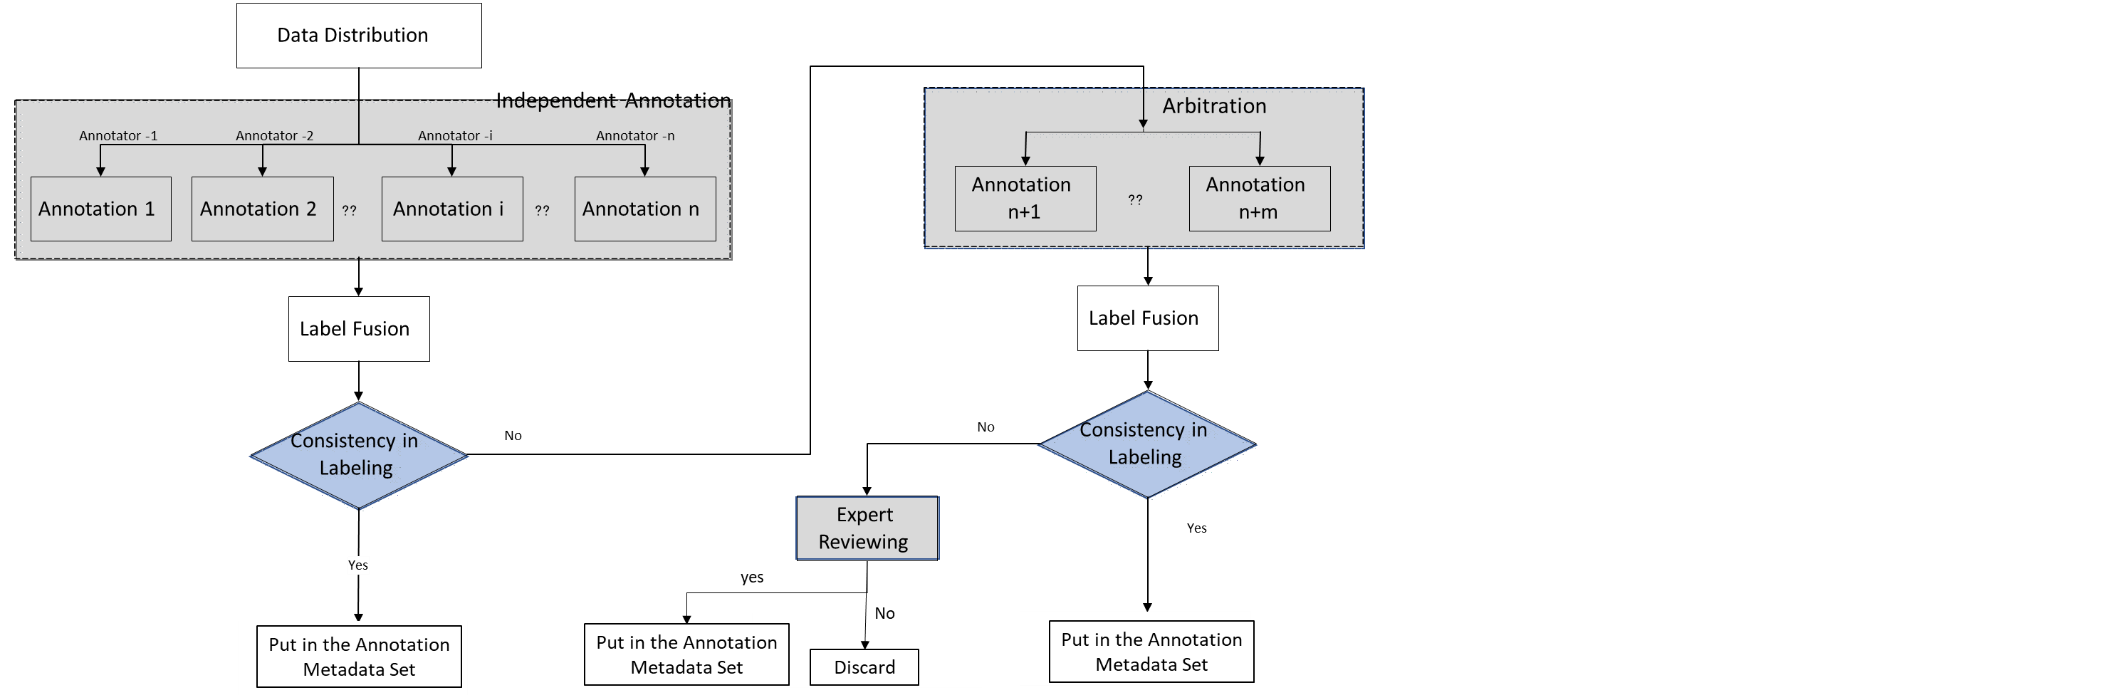 Data Distribution
Independent Annotation
Annotator -1
Annotator -2
Annotator -i
Annotator -n
Annotation 1
Annotation 2
??
Annotation i
??
Annotation n
Label Fusion
Consistency in
Labeling
No
Yes
Put in the Annotation
Metadata Set
Arbitration
Annotation
n+1
??
Annotation
n+m
Label Fusion
Consistency in
Labeling
No
Yes
Expert
Reviewing
yes
No
Put in the Annotation
Metadata Set
Discard
Put in the Annotation
Metadata Set